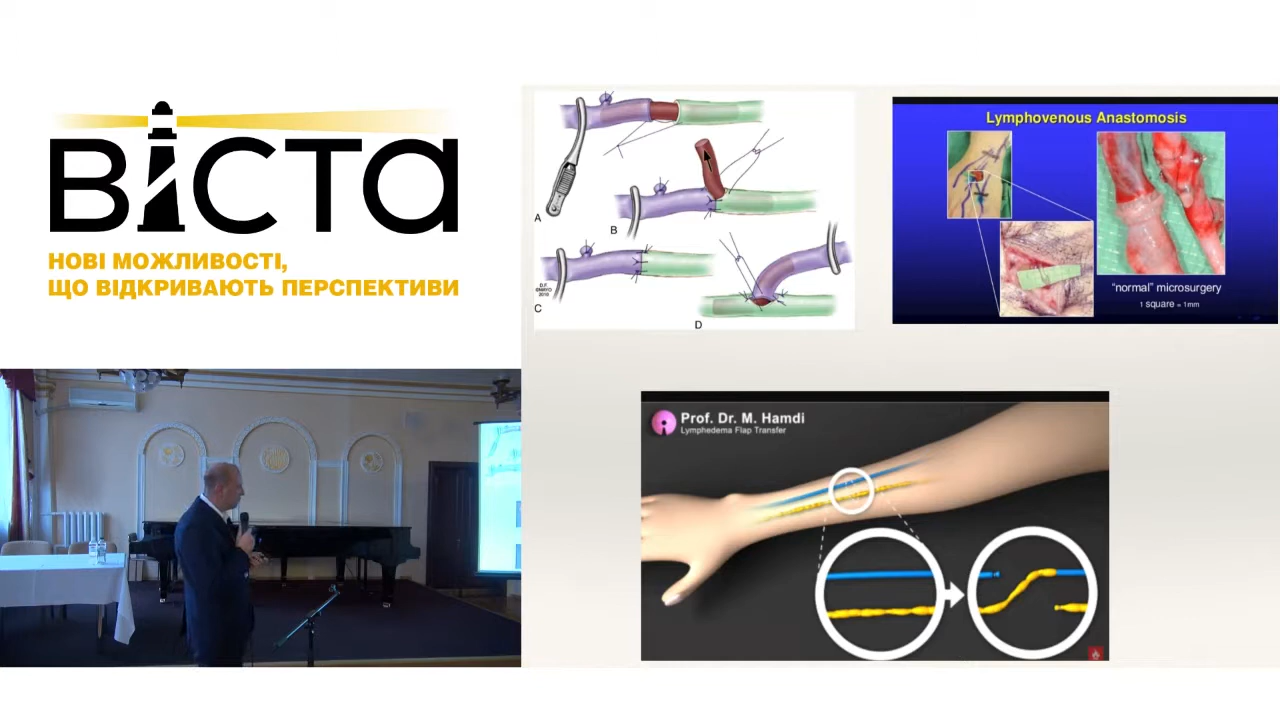 ВІСТА
НОВІ МОЖЛИВОСТІ,
ЩО ВІДКРИВАЮТЬ ПЕРСПЕКТИВИ
A
B
C
D
Lymphovenous Anastomosis
“normal” microsurgery
1 square = 1mm
Prof. Dr. M. Hamdi
Lymphedema Flap Transfer